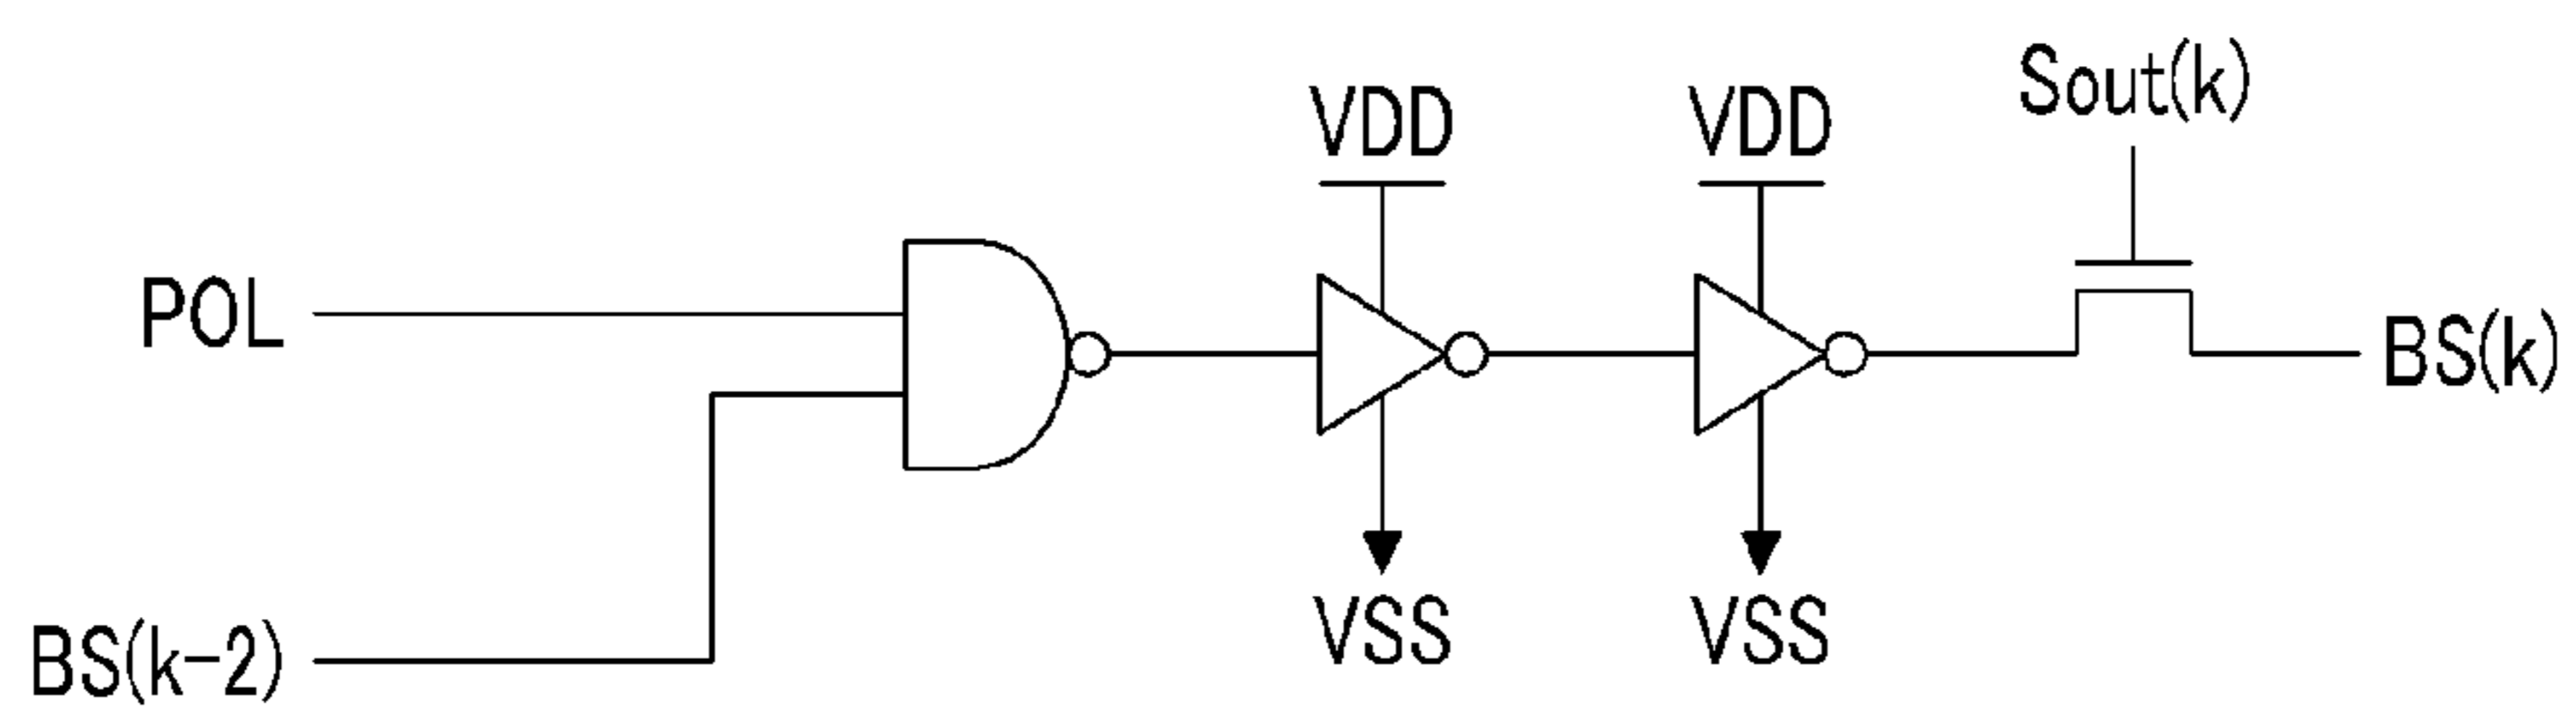 Sout(k)
VDD
VDD
POL
BS(k)
BS(k-2)
VSS
VSS